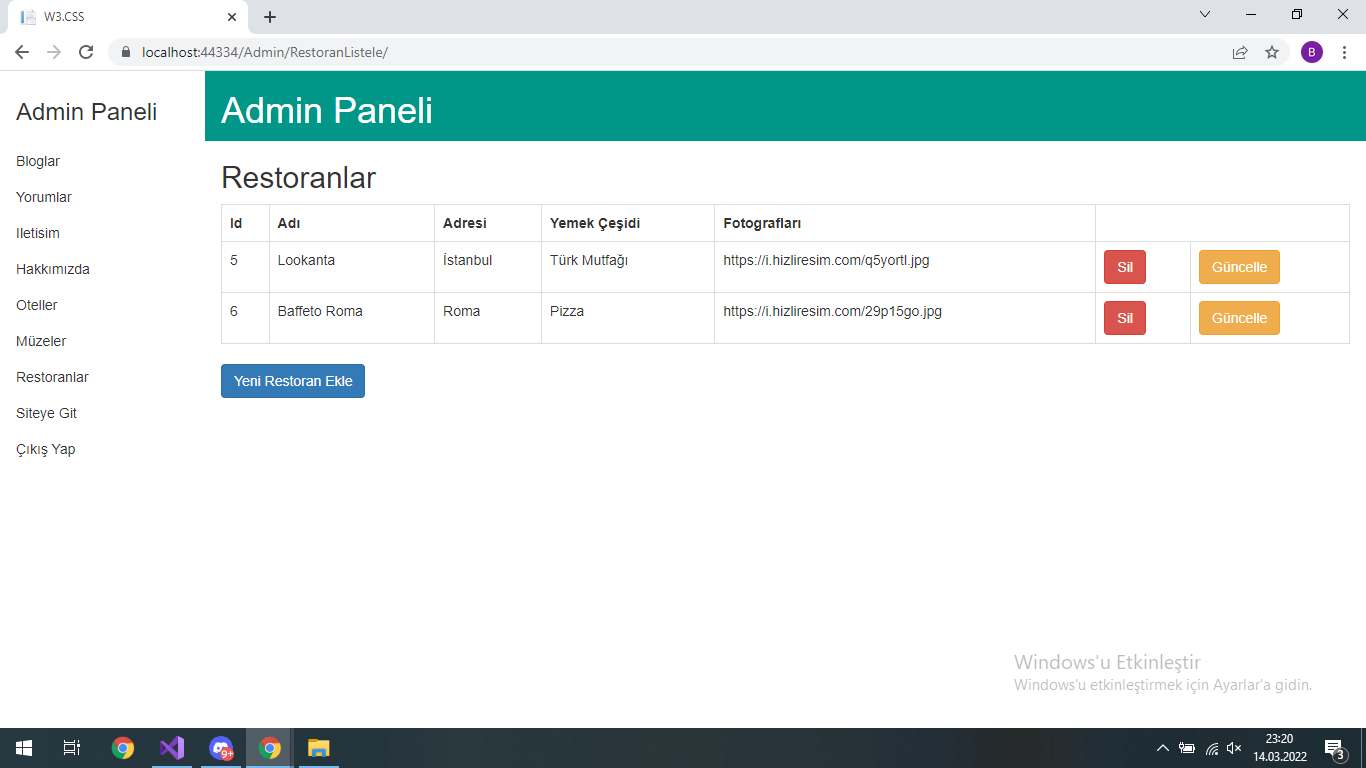 W3.CSS
localhost:44334/Admin/RestoranListele/
B
Admin Paneli
Bloglar
Yorumlar
Iletisim
Hakkımızda
Oteller
Müzeler
Restoranlar
Siteye Git
Çıkış Yap
Admin Paneli
Restoranlar
Id Adı Adresi Yemek Çeşidi Fotografları
5 Lookanta İstanbul Türk Mutfağı https://i.hizliresim.com/q5yortl.jpg Sil Güncelle
6 Baffeto Roma Roma Pizza https://i.hizliresim.com/29p15go.jpg Sil Güncelle
Yeni Restoran Ekle
Windows'u Etkinleştir
Windows'u etkinleştirmek için Ayarlar'a gidin.
9+
23:20
14.03.2022
3